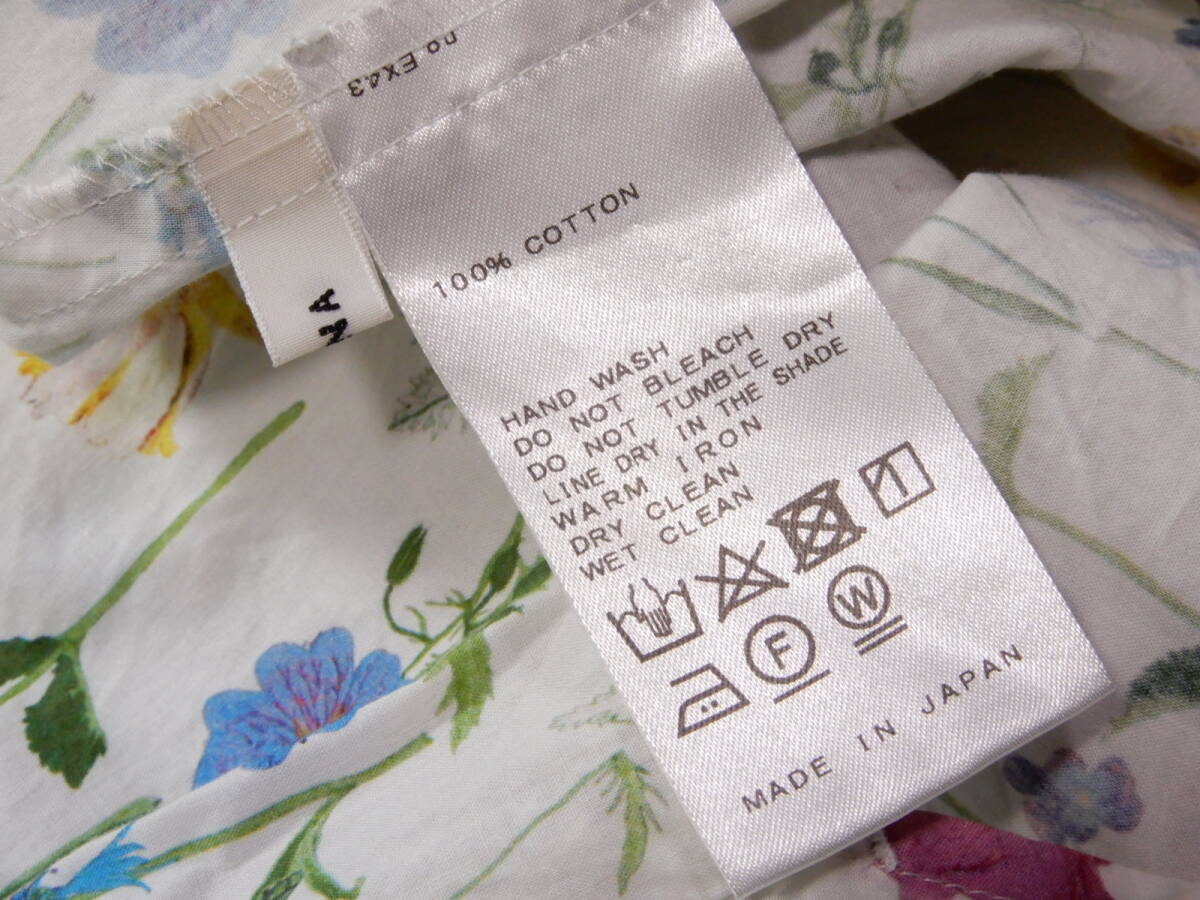 no Ex43
100% COTTON
HAND WASH
DO NOT BLEACH
DO NOT TUMBLE DRY
LINE DRY IN THE SHADE
WARM IRON
DRY CLEAN
WET CLEAN
F
W
MADE IN JAPAN
NA